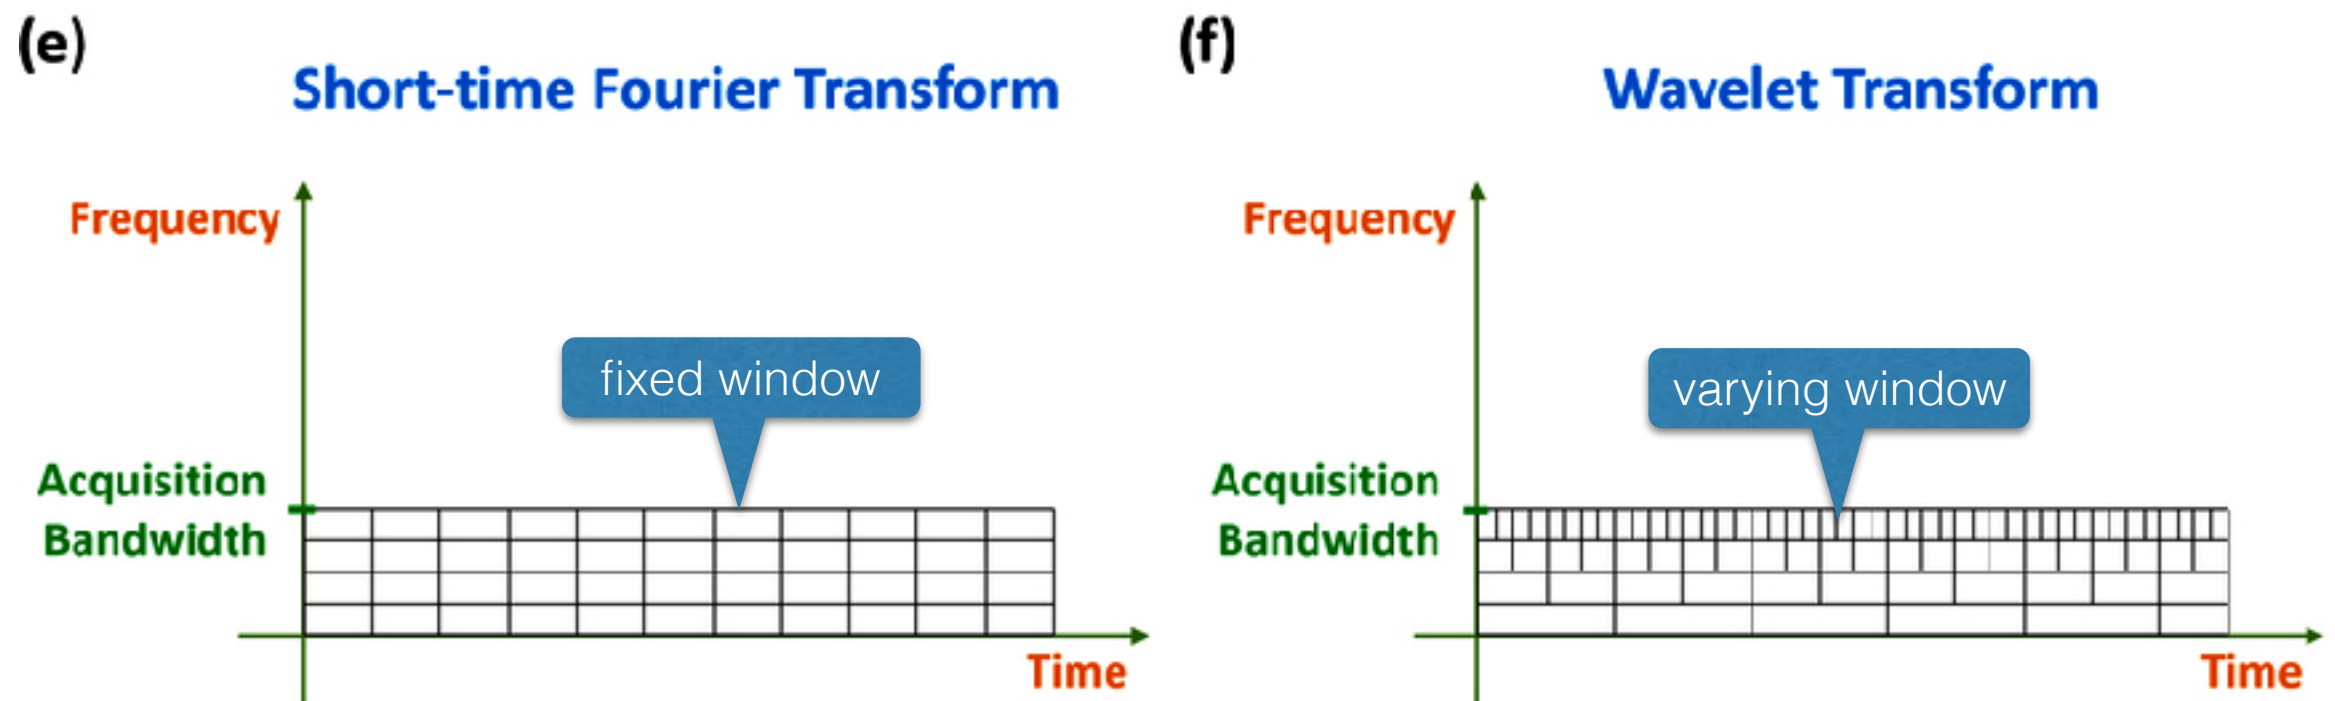 (e)
Short-time Fourier Transform
Frequency
fixed window
Acquisition
Bandwidth
Time
(f)
Wavelet Transform
Frequency
varying window
Acquisition
Bandwidth
Time